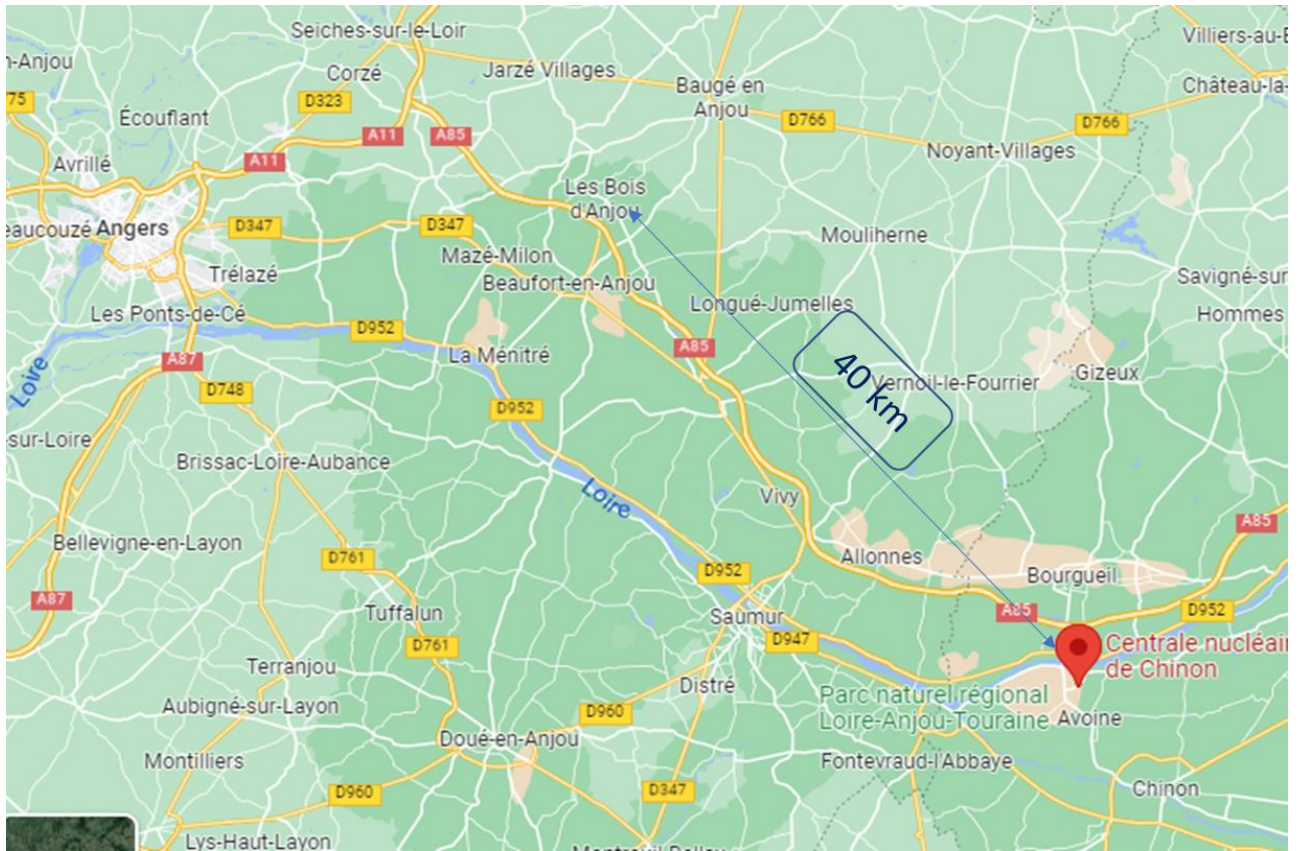 Seiches-sur-le-Loir
Villiers-au-B
n-Anjou
Corzé
Jarzé Villages
Baugé en
Anjou
Château-la-
75
D323
Écouflant
D766
D766
A11
A85
Noyant-Villages
Avrillé
A11
Les Bois
d'Anjou
eaucouzé
Angers
D347
D347
Mouliherne
Mazé-Milon
Trélazé
Beaufort-en-Anjou
Savigné-sur
Les Ponts-de-Cé
Longué-Jumelles
Hommes
D952
A85
La Ménitré
A87
Loire
40 km
Vernoil-le-Fourrier
Gizeux
D748
D952
-sur-Loire
Brissac-Loire-Aubance
Loire
Vivy
A85
Bellevigne-en-Layon
D761
Allonnes
D952
Bourgueil
A87
Tuffalun
Saumur
A85
D952
D761
D947
Centrale nucléair
de Chinon
Terranjou
Distré
Parc naturel régional
Loire-Anjou-Touraine
Aubigné-sur-Layon
D960
Avoine
Doué-en-Anjou
Montilliers
Fontevraud-l'Abbaye
D960
D347
Chinon
Lys-Haut-Layon